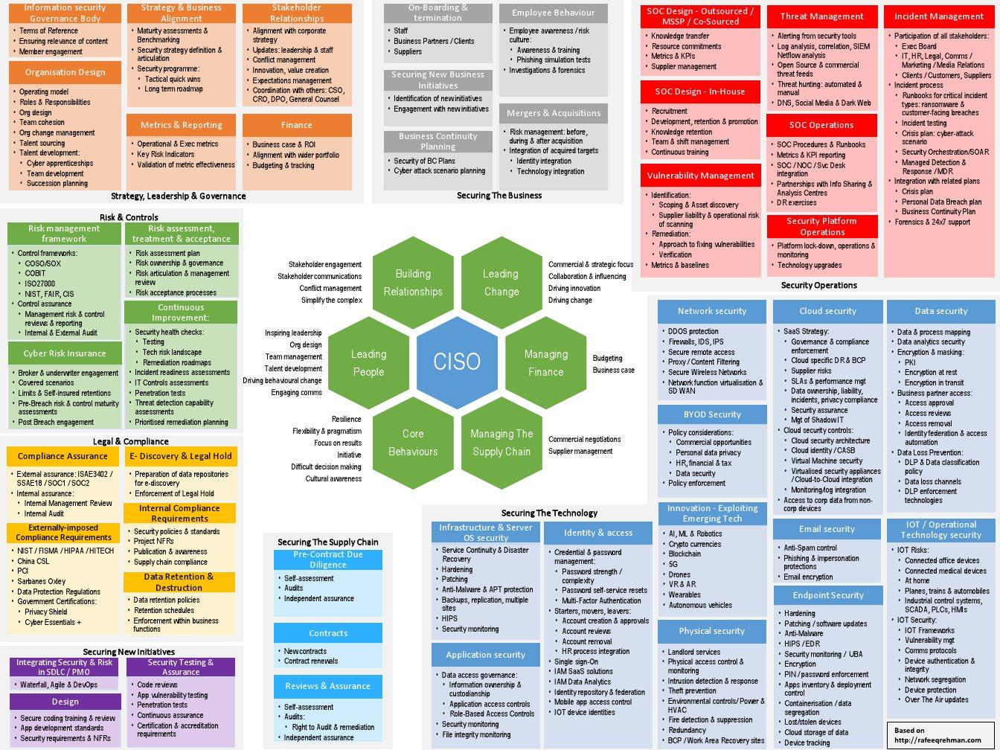 Information security
Governance Body
• Terms of Reference
• Ensuring relevance of content
• Member engagement
Organisation Design
• Operating model
• Roles & Responsibilities
• Org design
• Team cohesion
• Org change management
• Talent sourcing
• Talent development:
• Cyber apprenticeships
• Team development
• Succession planning
Strategy & Business
Alignment
• Maturity assessments &
Benchmarking
• Security strategy definition &
articulation
• Security programme:
• Tactical quick wins
• Long term roadmap
Metrics & Reporting
• Operational & Exec metrics
• Key Risk Indicators
• Validation of metric effectiveness
Stakeholder
Relationships
• Alignment with corporate
strategy
• Updates: leadership & staff
• Conflict management
• Innovation, value creation
• Expectations management
• Coordination with others: CSO,
CRO, DPO, General Counsel
Finance
• Business case & ROI
• Alignment with wider portfolio
• Budgeting & tracking
Strategy, Leadership & Governance
On-Boarding &
termination
• Staff
• Business Partners / Clients
• Suppliers
Securing New Business
Initiatives
• Identification of new initiatives
• Engagement with new initiatives
Business Continuity
Planning
• Security of BC Plans
• Cyber attack scenario planning
Employee Behaviour
• Employee awareness / risk
culture:
• Awareness & training
• Phishing simulation tests
• Investigations & forensics
Mergers & Acquisitions
• Risk management: before,
during & after acquisition
• Integration of acquired targets
• Identity integration
• Technology integration
Securing The Business
SOC Design - Outsourced /
MSSP / Co-Sourced
• Knowledge transfer
• Resource commitments
• Metrics & KPIs
• Supplier management
SOC Design - In-House
• Recruitment
• Development, retention & promotion
• Knowledge retention
• Team & shift management
• Continuous training
Vulnerability Management
• Identification:
• Scoping & Asset discovery
• Supplier liability & operational risk
of scanning
• Remediation:
• Approach to fixing vulnerabilities
• Verification
• Metrics & baselines
Threat Management
• Alerting from security tools
• Log analysis, correlation, SIEM
Netflow analysis
• Open Source & commercial
threat feeds
• Threat hunting: automated &
manual
• DNS, Social Media & Dark Web
SOC Operations
• SOC Procedures & Runbooks
• Metrics & KPI reporting
• SOC / NOC / Svc Desk
integration
• Partnerships with Info Sharing &
Analysis Centres
• DR exercises
Security Platform
Operations
• Platform lock-down, operations &
monitoring
• Technology upgrades
Incident Management
• Participation of all stakeholders:
• Exec Board
• IT, HR, Legal, Comms /
Marketing / Media Relations
• Clients / Customers, Suppliers
• Incident process
• Runbooks for critical incident
types: ransomware &
customer-facing breaches
• Incident testing
• Crisis plan: cyber-attack
scenario
• Security Orchestration/SOAR
• Managed Detection &
Response / MDR
• Integration with related plans
• Crisis plan
• Personal Data Breach plan
• Business Continuity Plan
• Forensics & 24x7 support
Security Operations
Risk & Controls
Risk management
framework
• Control frameworks:
• COSO/SOX
• COBIT
• ISO27000
• NIST, FAIR, CIS
• Control assurance
• Management risk & control
reviews & reporting
• Internal & External Audit
Cyber Risk Insurance
• Broker & underwriter engagement
• Covered scenarios
• Limits & Self-insured retentions
• Pre-Breach risk & control maturity
assessments
• Post Breach engagement
Risk assessment,
treatment & acceptance
• Risk assessment plan
• Risk ownership & governance
• Risk articulation & management
review
• Risk acceptance processes
Continuous
Improvement:
• Security health checks:
• Testing
• Tech risk landscape
• Remediation roadmaps
• Incident readiness assessments
• IT Controls assessments
• Penetration tests
• Threat detection capability
assessments
• Prioritised remediation planning
Stakeholder engagement
Stakeholder communications
Conflict management
Simplify the complex
Building
Relationships
Leading
Change
Commercial & strategic focus
Collaboration & influencing
Driving innovation
Driving change
Inspiring leadership
Org design
Team management
Talent development
Driving behavioural change
Engaging comms
Leading
People
CISO
Managing
Finance
Budgeting
Business case
Resilience
Flexibility & pragmatism
Focus on results
Initiative
Difficult decision making
Cultural awareness
Core
Behaviours
Managing The
Supply Chain
Commercial negotiations
Supplier management
Legal & Compliance
Compliance Assurance
• External assurance: ISAE3402 /
SSAE18 / SOC1 / SOC2
• Internal assurance:
• Internal Management Review
• Internal Audit
Externally-imposed
Compliance Requirements
• NIST / FISMA / HIPAA / HITECH
• China CSL
• PCI
• Sarbanes Oxley
• Data Protection Regulations
• Government Certifications:
• Privacy Shield
• Cyber Essentials +
E- Discovery & Legal Hold
• Preparation of data repositories
for e-discovery
• Enforcement of Legal Hold
Internal Compliance
Requirements
• Security policies & standards
• Project NFRs
• Publication & awareness
• Supply chain compliance
Data Retention &
Destruction
• Data retention policies
• Retention schedules
• Enforcement within business
functions
Securing New Initiatives
Integrating Security & Risk
in SDLC / PMO
• Waterfall, Agile & DevOps
Design
• Secure coding training & review
• App development standards
• Security requirements & NFRs
Security Testing &
Assurance
• Code reviews
• App vulnerability testing
• Penetration tests
• Continuous assurance
• Certification & accreditation
requirements
Securing The Supply Chain
Pre-Contract Due
Diligence
• Self-assessment
• Audits
• Independent assurance
Contracts
• New contracts
• Contract renewals
Reviews & Assurance
• Self-assessment
• Audits:
• Right to Audit & remediation
• Independent assurance
Securing The Technology
Infrastructure & Server
OS security
• Service Continuity & Disaster
Recovery
• Hardening
• Patching
• Anti-Malware & APT protection
• Backups, replication, multiple
sites
• HIPS
• Security monitoring
Application security
• Data access governance:
• Information ownership &
custodianship
• Application access controls
• Role-Based Access Controls
• Security monitoring
• File integrity monitoring
Identity & access
• Credential & password
management:
• Password strength /
complexity
• Password self-service resets
• Multi-Factor Authentication
• Starters, movers, leavers:
• Account creation & approvals
• Account reviews
• Account removal
• HR process integration
• Single sign-On
• IAM SaaS solutions
• IAM Data Analytics
• Identity repository & federation
• Mobile app access control
• IOT device identities
Network security
• DDOS protection
• Firewalls, IDS, IPS
• Secure remote access
• Proxy / Content Filtering
• Secure Wireless Networks
• Network function virtualisation &
SD WAN
BYOD Security
• Policy considerations:
• Commercial opportunities
• Personal data privacy
• HR, financial & tax
• Data security
• Policy enforcement
Innovation - Exploiting
Emerging Tech
• AI, ML & Robotics
• Crypto currencies
• Blockchain
• 5G
• Drones
• VR & AR
• Wearables
• Autonomous vehicles
Physical security
• Landlord services
• Physical access control &
monitoring
• Intrusion detection & response
• Theft prevention
• Environmental controls/ Power &
HVAC
• Fire detection & suppression
• Redundancy
• BCP / Work Area Recovery sites
Cloud security
• SaaS Strategy:
• Governance & compliance
enforcement
• Cloud specific DR & BCP
• Supplier risks
• SLAs & performance mgt
• Data ownership, liability,
incidents, privacy compliance
• Security assurance
• Mgt of Shadow IT
• Cloud security controls:
• Cloud security architecture
• Cloud identity / CASB
• Virtual Machine security
• Virtualised security appliances
/ Cloud-to-Cloud integration
• Monitoring/log integration
• Access to corp data from non-
corp devices
Email security
• Anti-Spam control
• Phishing & impersonation
protections
• Email encryption
Endpoint Security
• Hardening
• Patching / software updates
• Anti-Malware
• HIPS / EDR
• Security monitoring / UBA
• Encryption
• PIN / password enforcement
• Apps inventory & deployment
control
• Containerisation / data
segregation
• Lost/stolen devices
• Cloud storage of data
• Device tracking
Data security
• Data & process mapping
• Data analytics security
• Encryption & masking:
• PKI
• Encryption at rest
• Encryption in transit
• Business partner access:
• Access approval
• Access reviews
• Access removal
• Identity federation & access
automation
• Data Loss Prevention:
• DLP & Data classification
policy
• Data loss channels
• DLP enforcement
technologies
IOT / Operational
Technology security
• IOT Risks:
• Connected office devices
• Connected medical devices
• At home
• Planes, trains & automobiles
• Industrial control systems,
SCADA, PLCs, HMIs
• IOT Security:
• IOT Frameworks
• Vulnerability mgt
• Comms protocols
• Device authentication &
integrity
• Network segregation
• Device protection
• Over The Air updates
Based on
http://rafeeqrehman.com